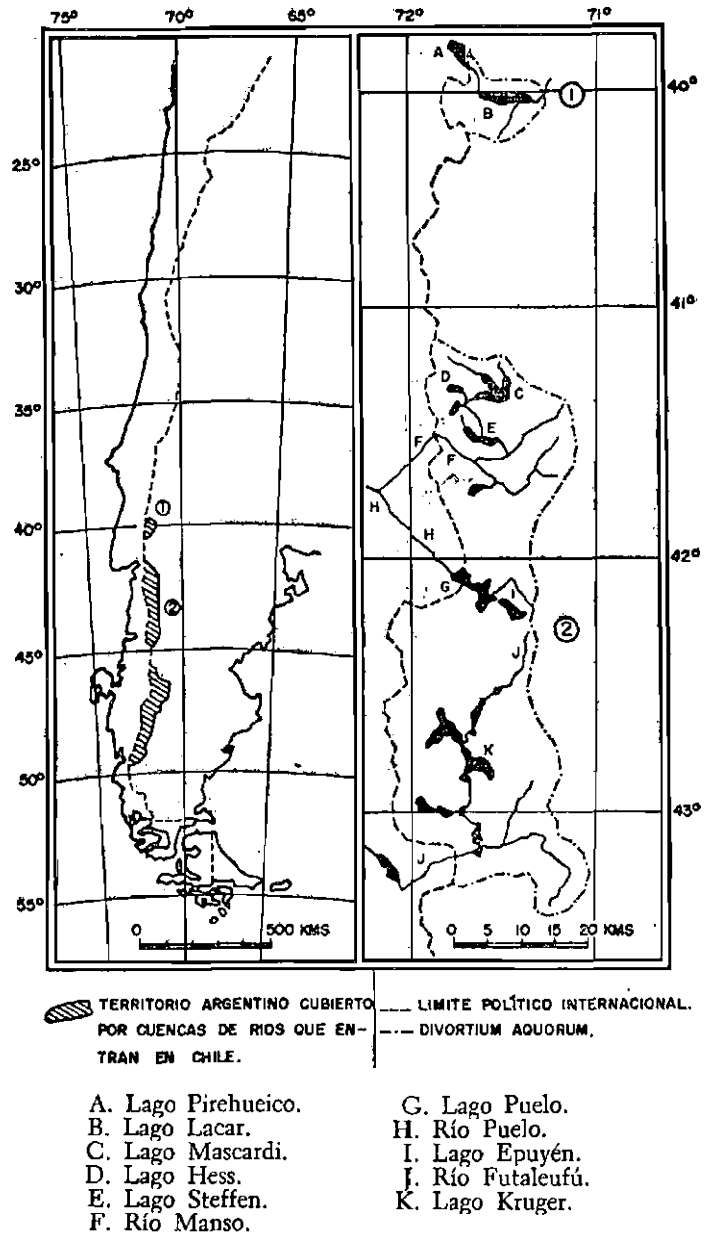 75° 70° 65°
25°
30°
35°
40°
45°
50°
55°
1
2
0 500 KMS
72° 71°
A A
B
1
40°
41°
D
C
E
F
F
H
H
42°
G
I
2
J
K
43°
J
0 5 10 15 20 KMS
TERRITORIO ARGENTINO CUBIERTO
POR CUENCAS DE RIOS QUE EN-
TRAN EN CHILE.
LIMITE POLÍTICO INTERNACIONAL.
DIVORTIUM AQUORUM.
A. Lago Pirehueico.
B. Lago Lacar.
C. Lago Mascardi.
D. Lago Hess.
E. Lago Steffen.
F. Río Manso.
G. Lago Puelo.
H. Río Puelo.
I. Lago Epuyén.
J. Río Futaleufú.
K. Lago Kruger.